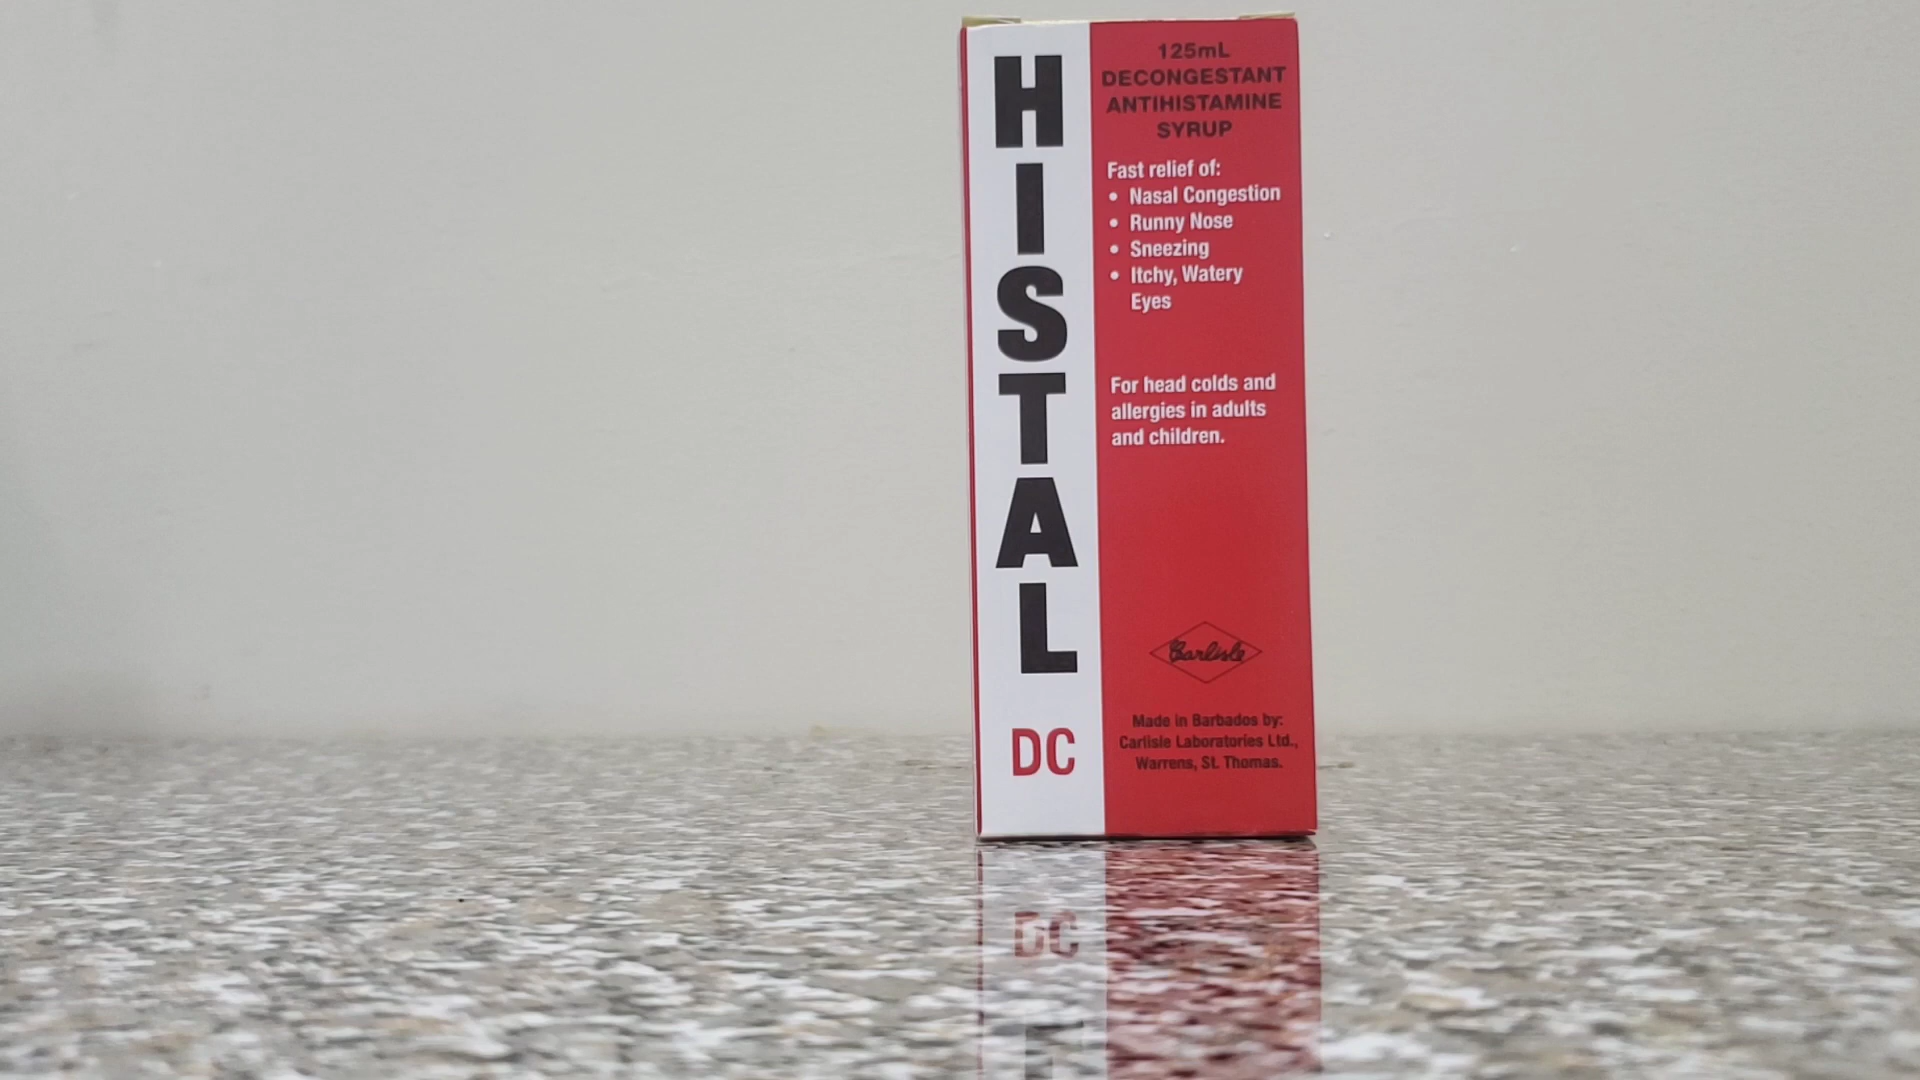 HISTAL
DC
125mL
DECONGESTANT
ANTIHISTAMINE
SYRUP
Fast relief of:
• Nasal Congestion
• Runny Nose
• Sneezing
• Itchy, Watery
Eyes
For head colds and
allergies in adults
and children.
Carlisle
Made in Barbados by:
Carlisle Laboratories Ltd.,
Warrens, St. Thomas.